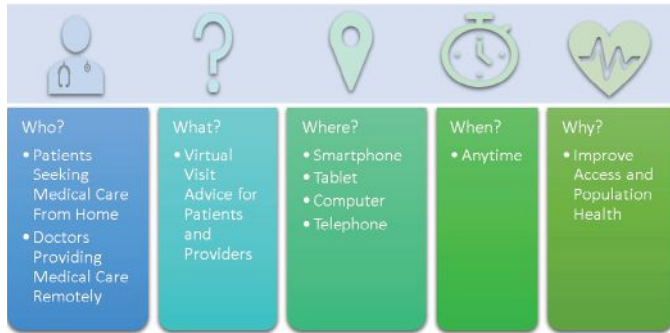 Who?
• Patients
Seeking
Medical Care
From Home
• Doctors
Providing
Medical Care
Remotely
What?
• Virtual
Visit
Advice for
Patients
and
Providers
Where?
• Smartphone
• Tablet
• Computer
• Telephone
When?
• Anytime
Why?
• Improve
Access and
Population
Health